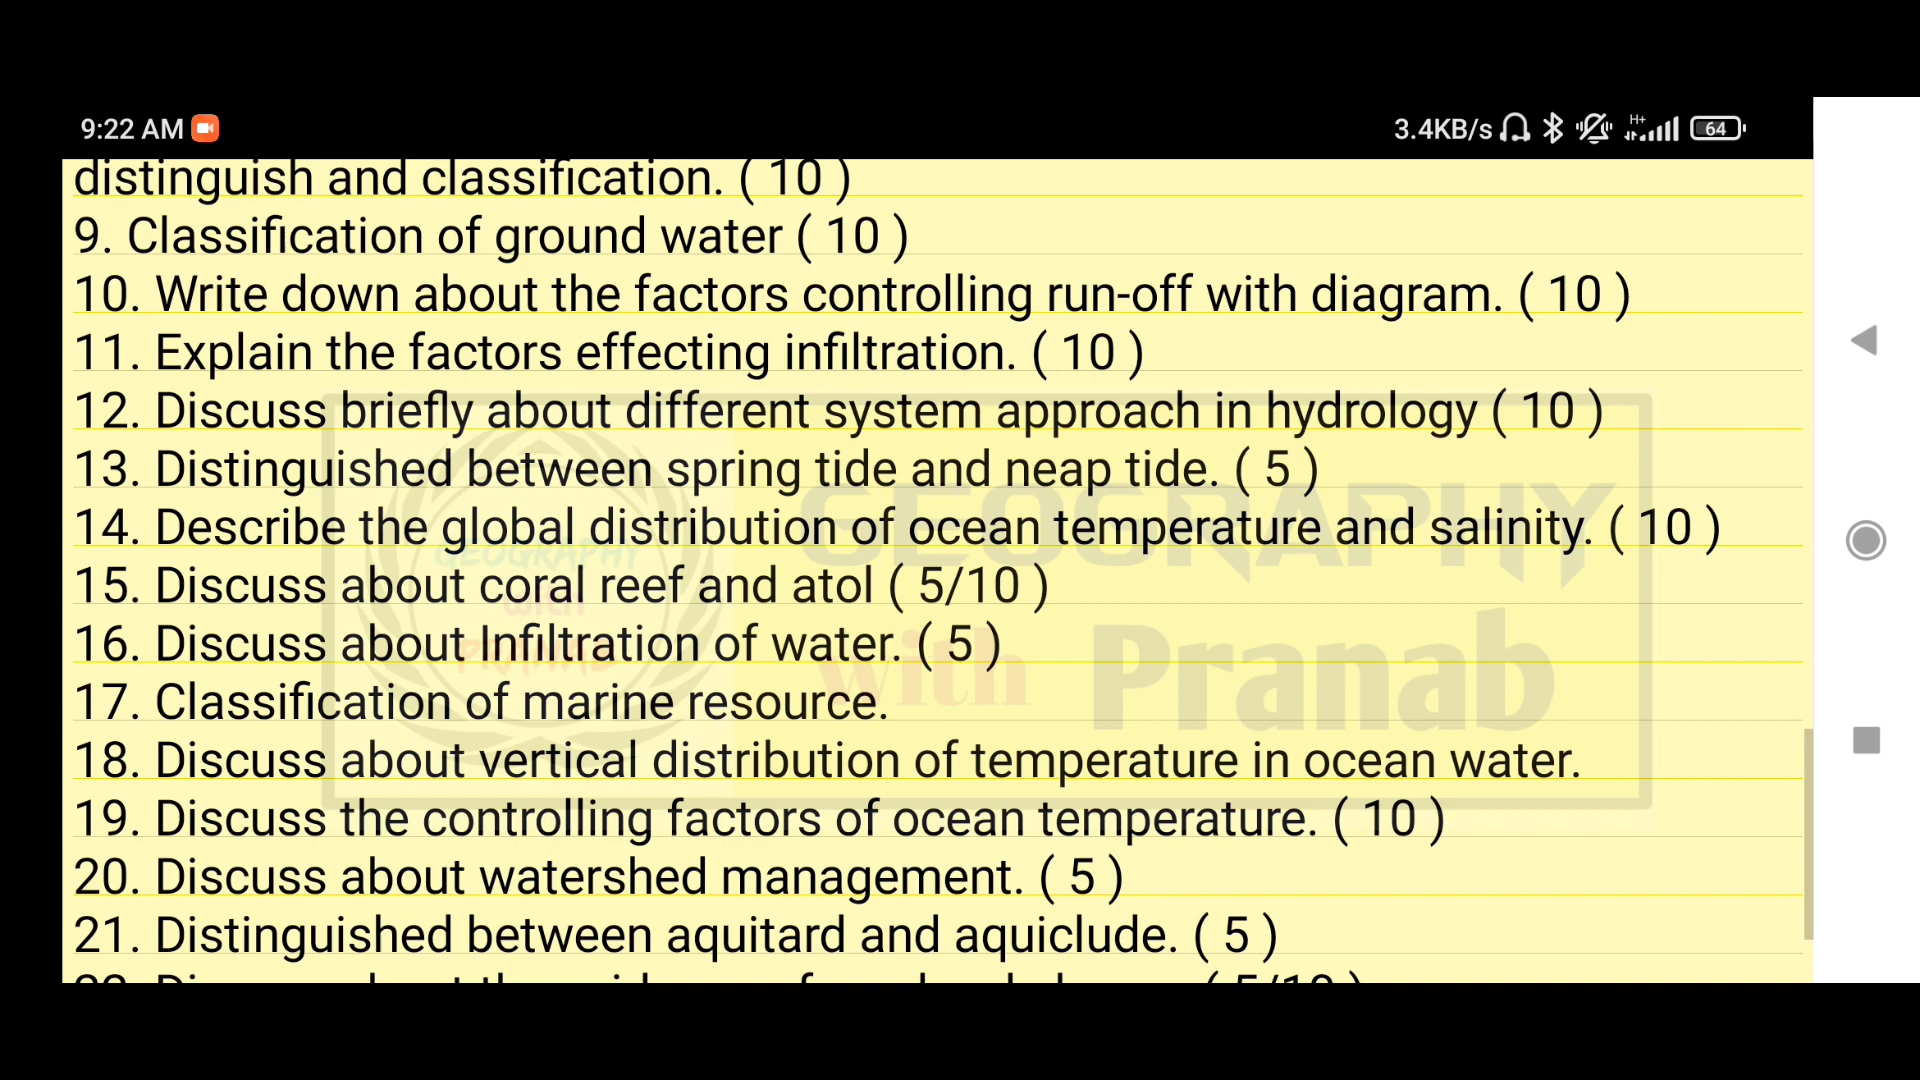 9:22 AM
3.4KB/s H+ 64
distinguish and classification. ( 10 )
9. Classification of ground water ( 10 )
10. Write down about the factors controlling run-off with diagram. ( 10 )
11. Explain the factors effecting infiltration. ( 10 )
12. Discuss briefly about different system approach in hydrology ( 10 )
13. Distinguished between spring tide and neap tide. ( 5 )
14. Describe the global distribution of ocean temperature and salinity. ( 10 )
15. Discuss about coral reef and atol ( 5/10 )
16. Discuss about Infiltration of water. ( 5 )
17. Classification of marine resource.
18. Discuss about vertical distribution of temperature in ocean water.
19. Discuss the controlling factors of ocean temperature. ( 10 )
20. Discuss about watershed management. ( 5 )
21. Distinguished between aquitard and aquiclude. ( 5 )
GEOGRAPHY
with
PRANAB
GEOGRAPHY
with Pranab